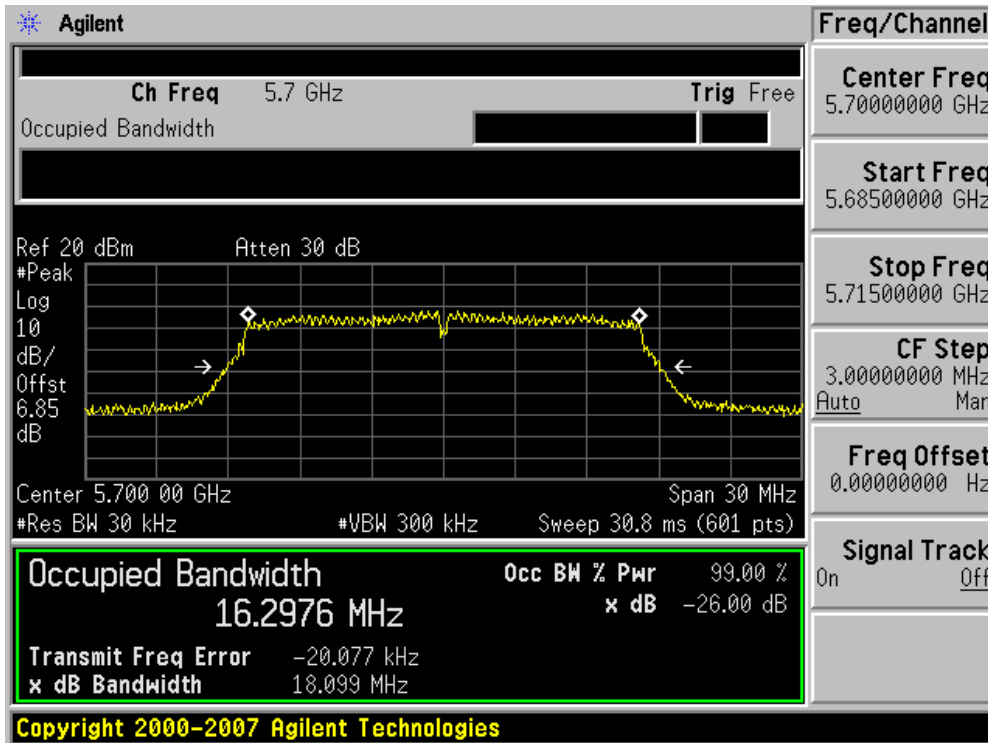 Agilent
Freq/Channel
Ch Freq 5.7 GHz Trig Free
Occupied Bandwidth
Center Freq
5.70000000 GHz
Start Freq
5.68500000 GHz
Stop Freq
5.71500000 GHz
CF Step
3.00000000 MHz
Auto Man
Freq Offset
0.00000000 Hz
Signal Track
On Off
Ref 20 dBm Atten 30 dB
#Peak
Log
10
dB/
Offst
6.85
dB
Center 5.700 00 GHz Span 30 MHz
#Res BW 30 kHz #VBW 300 kHz Sweep 30.8 ms (601 pts)
Occupied Bandwidth
16.2976 MHz
Occ BW % Pwr 99.00 %
x dB -26.00 dB
Transmit Freq Error -20.077 kHz
x dB Bandwidth 18.099 MHz
Copyright 2000-2007 Agilent Technologies